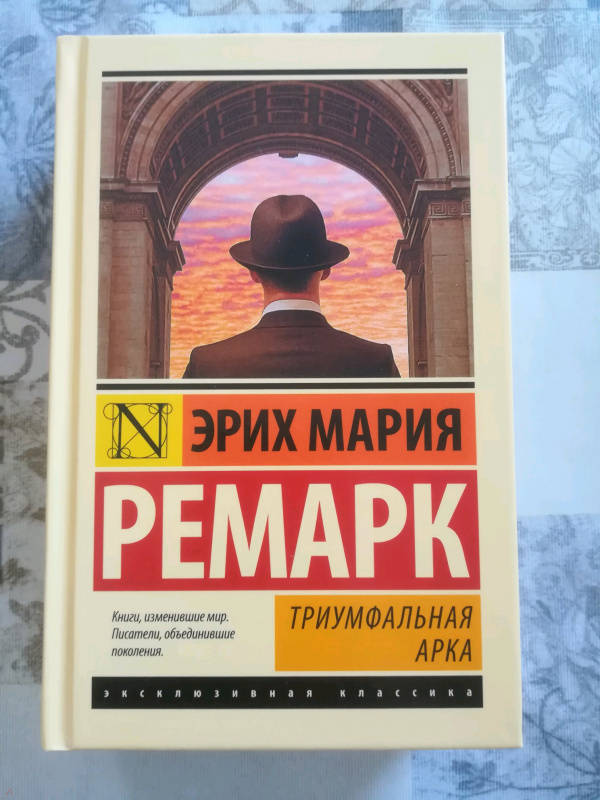 N
ЭРИХ МАРИЯ
РЕМАРК
Книги, изменившие мир.
Писатели, объединившие
поколения.
ТРИУМФАЛЬНАЯ
АРКА
эксклюзивная классика